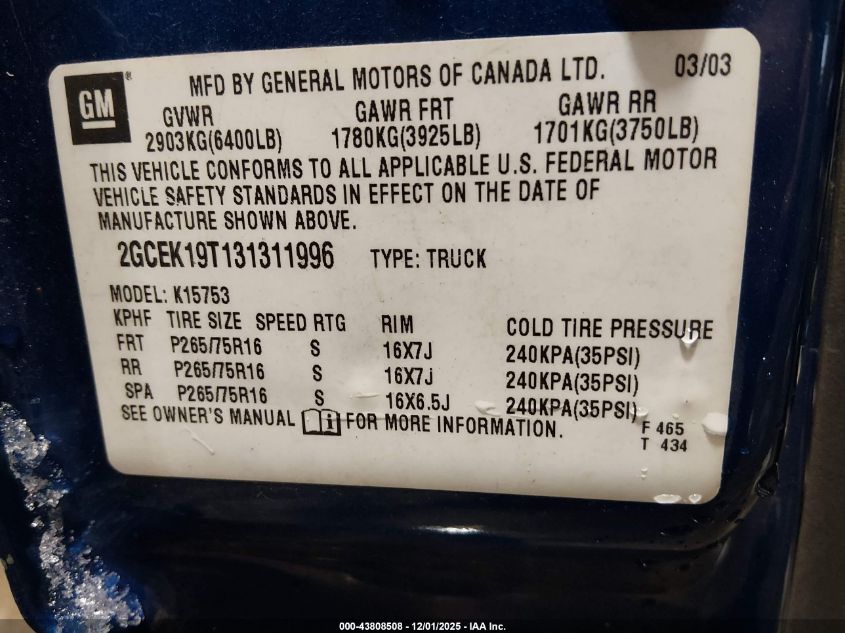 GM ® MFD BY GENERAL MOTORS OF CANADA LTD. 03/03
GVWR GAWR FRT GAWR RR
2903KG(6400LB) 1780KG(3925LB) 1701KG(3750LB)
THIS VEHICLE CONFORMS TO ALL APPLICABLE U.S. FEDERAL MOTOR
VEHICLE SAFETY STANDARDS IN EFFECT ON THE DATE OF
MANUFACTURE SHOWN ABOVE.
2GCEK19T131311996 TYPE: TRUCK
MODEL: K15753
KPHF TIRE SIZE SPEED RTG RIM COLD TIRE PRESSURE
FRT P265/75R16 S 16X7J 240KPA(35PSI)
RR P265/75R16 S 16X7J 240KPA(35PSI)
SPA P265/75R16 S 16X6.5J 240KPA(35PSI)
SEE OWNER'S MANUAL i FOR MORE INFORMATION.
F 465
T 434
000-43808508 - 12/01/2025 - IAA Inc.